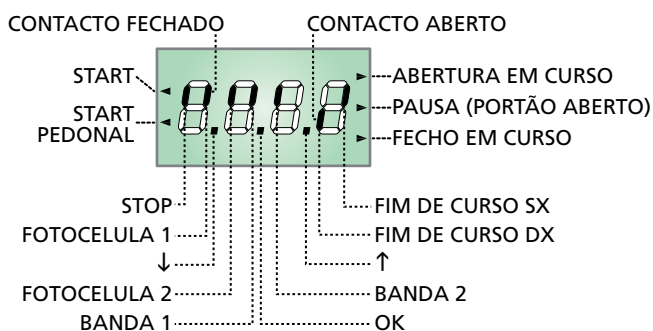 CONTACTO FECHADO
CONTACTO ABERTO
START
START
PEDONAL
ABERTURA EM CURSO
PAUSA (PORTÃO ABERTO)
FECHO EM CURSO
STOP
FOTOCELULA 1
↓
FOTOCELULA 2
BANDA 1
FIM DE CURSO SX
FIM DE CURSO DX
↑
BANDA 2
OK